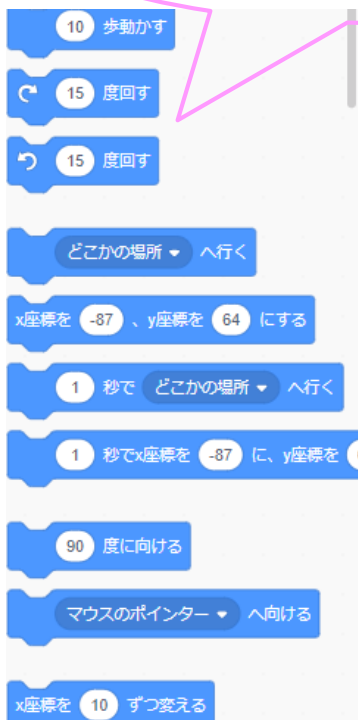 10 歩動かす
15 度回す
15 度回す
どこかの場所 へ行く
x座標を -87 、y座標を 64 にする
1 秒で どこかの場所 へ行く
1 秒でx座標を -87 に、y座標を
90 度に向ける
マウスのポインター へ向ける
x座標を 10 ずつ変える